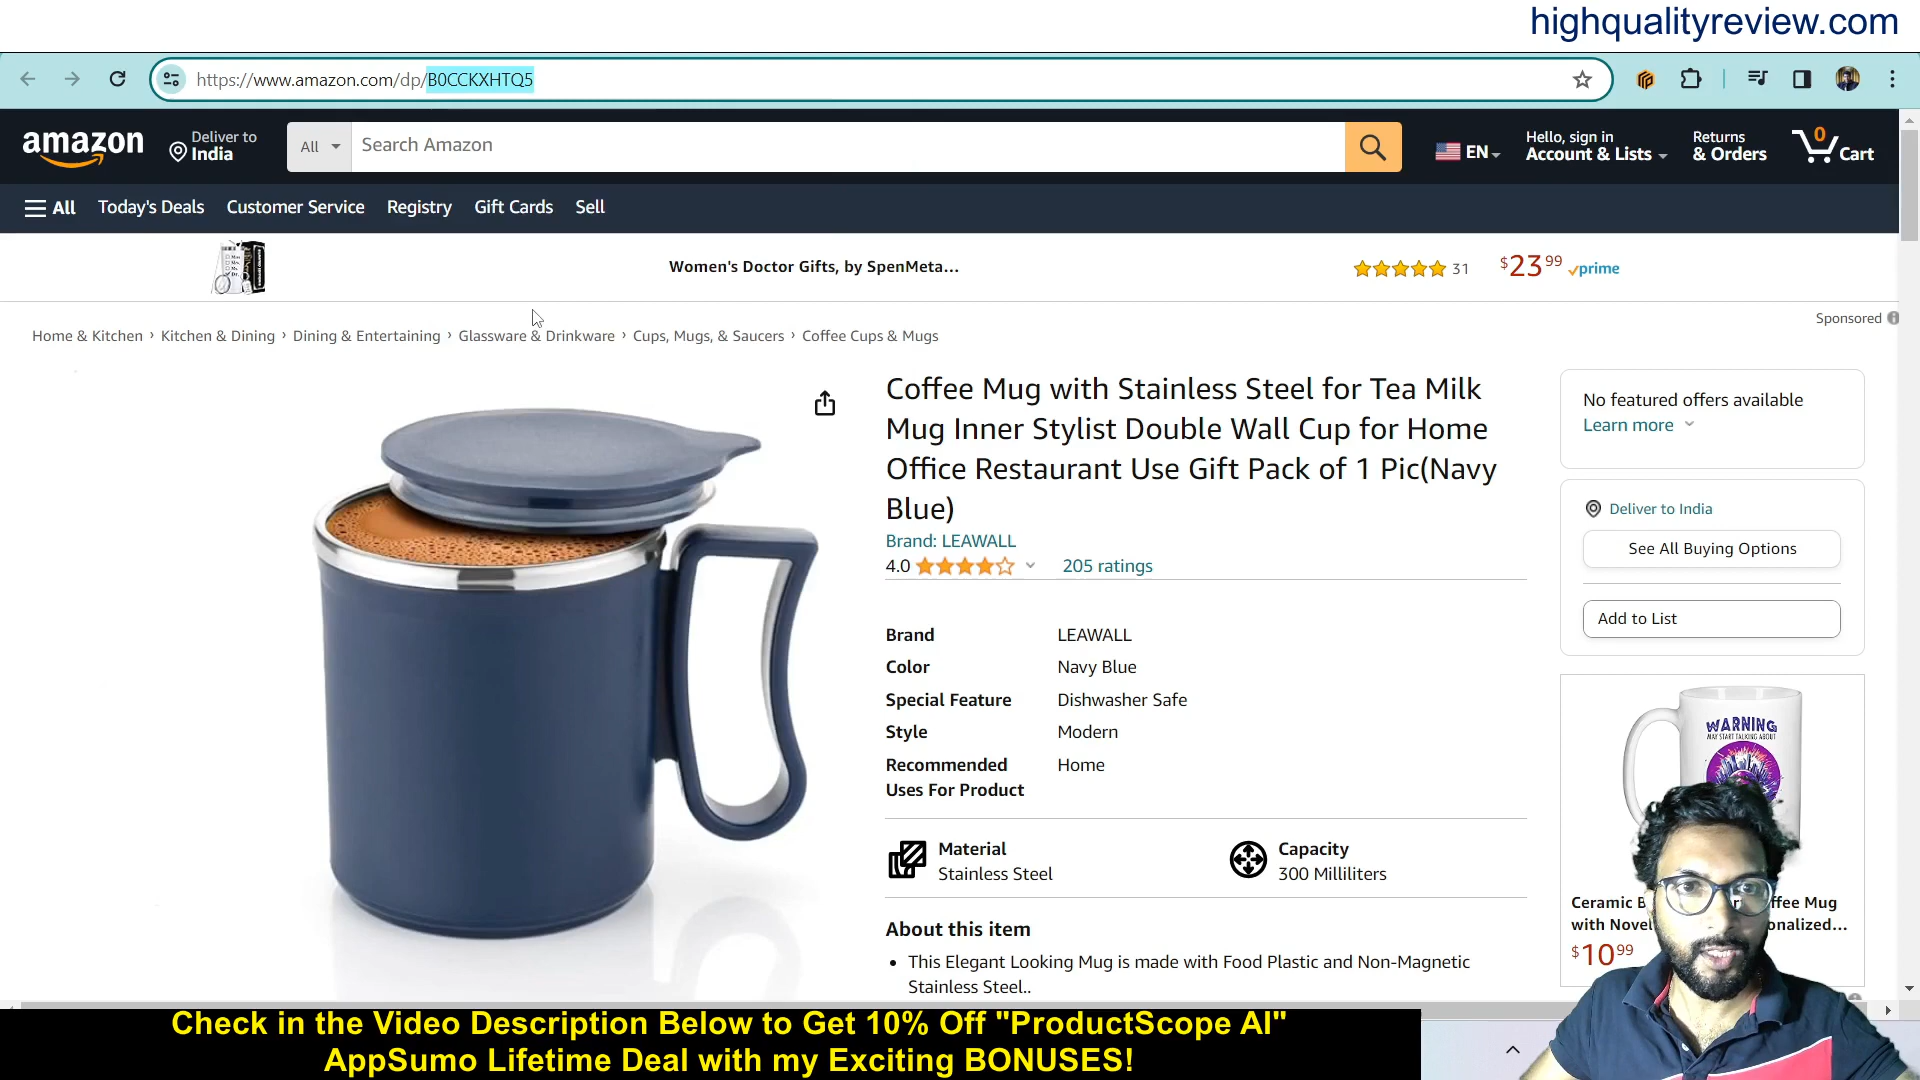 highqualityreview.com
https://www.amazon.com/dp/B0CCKXHTQ5
amazon
Deliver to
India
All
Search Amazon
EN
Hello, sign in
Account & Lists
Returns
& Orders
0
Cart
All
Today's Deals
Customer Service
Registry
Gift Cards
Sell
Women's Doctor Gifts, by SpenMeta...
31
$23 99
prime
Sponsored
Home & Kitchen › Kitchen & Dining › Dining & Entertaining › Glassware & Drinkware › Cups, Mugs, & Saucers › Coffee Cups & Mugs
Coffee Mug with Stainless Steel for Tea Milk
Mug Inner Stylist Double Wall Cup for Home
Office Restaurant Use Gift Pack of 1 Pic(Navy
Blue)
Brand: LEAWALL
4.0
205 ratings
Brand LEAWALL
Color Navy Blue
Special Feature Dishwasher Safe
Style Modern
Recommended Home
Uses For Product
Material
Stainless Steel
Capacity
300 Milliliters
About this item
• This Elegant Looking Mug is made with Food Plastic and Non-Magnetic
Stainless Steel..
No featured offers available
Learn more
Deliver to India
See All Buying Options
Add to List
WARNING
MAY START TALKING ABOUT
Ceramic Mug
with
$10 99
Check in the Video Description Below to Get 10% Off "ProductScope AI"
AppSumo Lifetime Deal with my Exciting BONUSES!